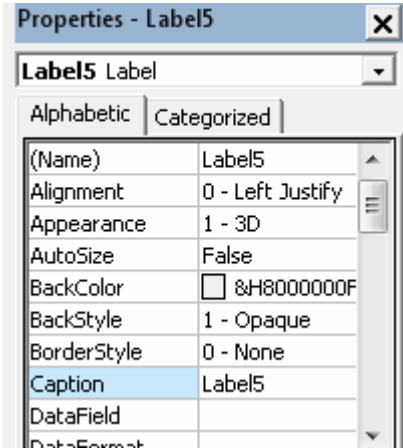 Properties - Label5
Label5 Label
Alphabetic Categorized
(Name) Label5
Alignment 0 - Left Justify
Appearance 1 - 3D
AutoSize False
BackColor &H8000000F
BackStyle 1 - Opaque
BorderStyle 0 - None
Caption Label5
DataField
DataFormat